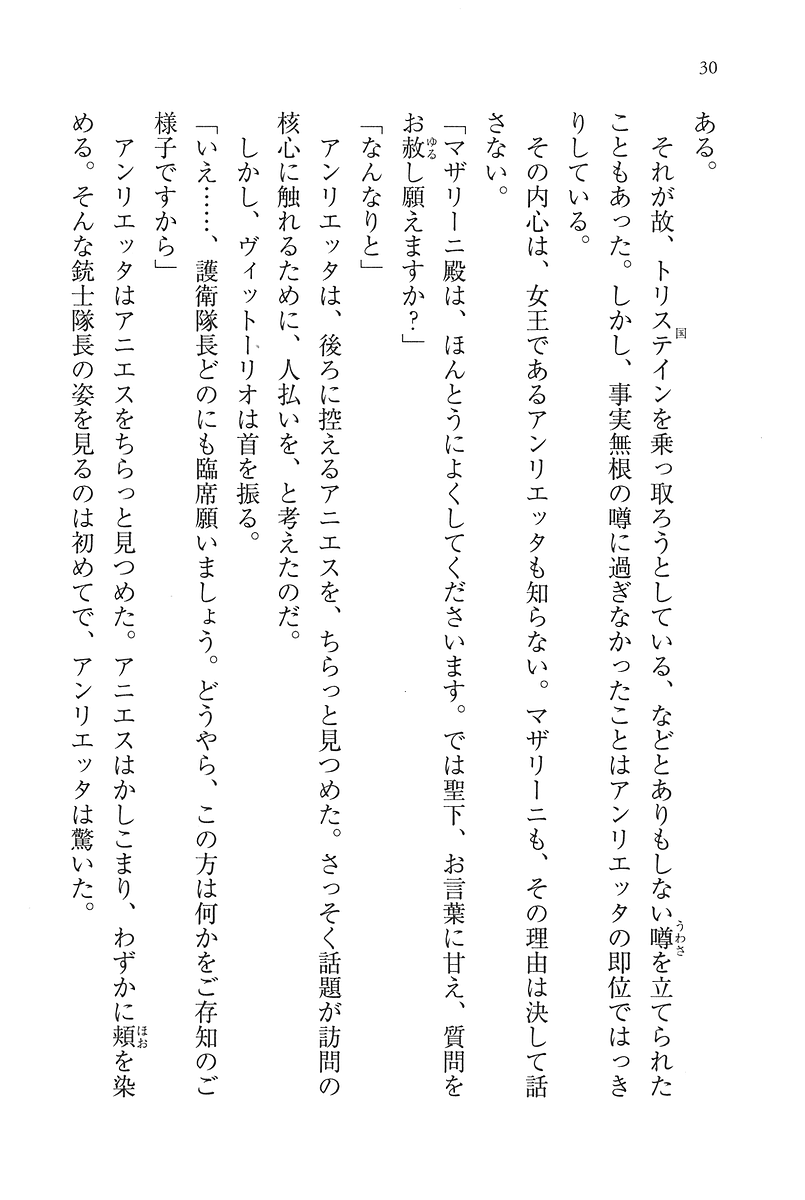 30
ある。
それが故、トリステインを乗っ取ろうとしている、などとありもしない噂を立てられた
国
うわさ
こともあった。しかし、事実無根の噂に過ぎなかったことはアンリエッタの即位ではっき
りしている。
その内心は、女王であるアンリエッタも知らない。マザリーニも、その理由は決して話
さない。
「マザリーニ殿は、ほんとうによくしてくださいます。では聖下、お言葉に甘え、質問を
お赦し願えますか？」
ゆる
「なんなりと」
アンリエッタは、後ろに控えるアニエスを、ちらっと見つめた。さっそく話題が訪問の
核心に触れるために、人払いを、と考えたのだ。
しかし、ヴィットーリオは首を振る。
「いえ……、護衛隊長どのにも臨席願いましょう。どうやら、この方は何かをご存知のご
様子ですから」
アンリエッタはアニエスをちらっと見つめた。アニエスはかしこまり、わずかに頬を染
ほお
める。そんな銃士隊長の姿を見るのは初めてで、アンリエッタは驚いた。